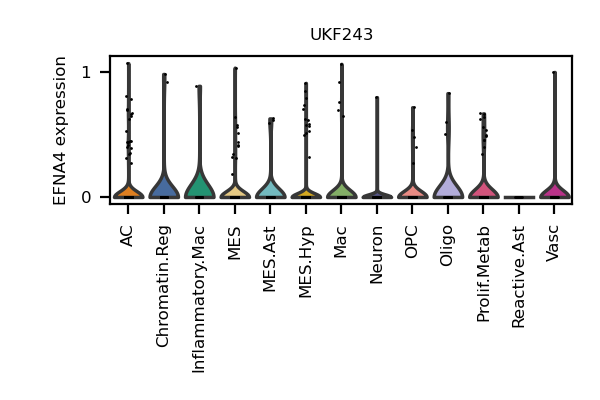 UKF243
EFNA4 expression
1
0
AC
Chromatin.Reg
Inflammatory.Mac
MES
MES.Ast
MES.Hyp
Mac
Neuron
OPC
Oligo
Prolif.Metab
Reactive.Ast
Vasc